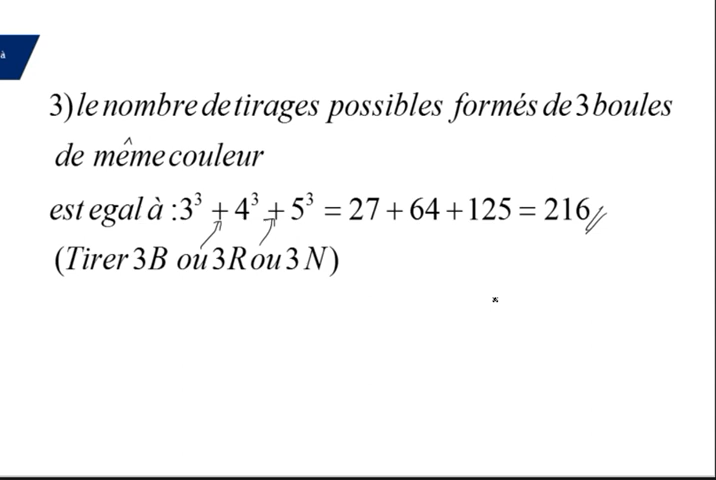 à
3) le nombre de tirages possibles formés de 3 boules
de même couleur
est egal à : 3³ + 4³ + 5³ = 27 + 64 + 125 = 216
(Tirer 3B ou 3R ou 3N)